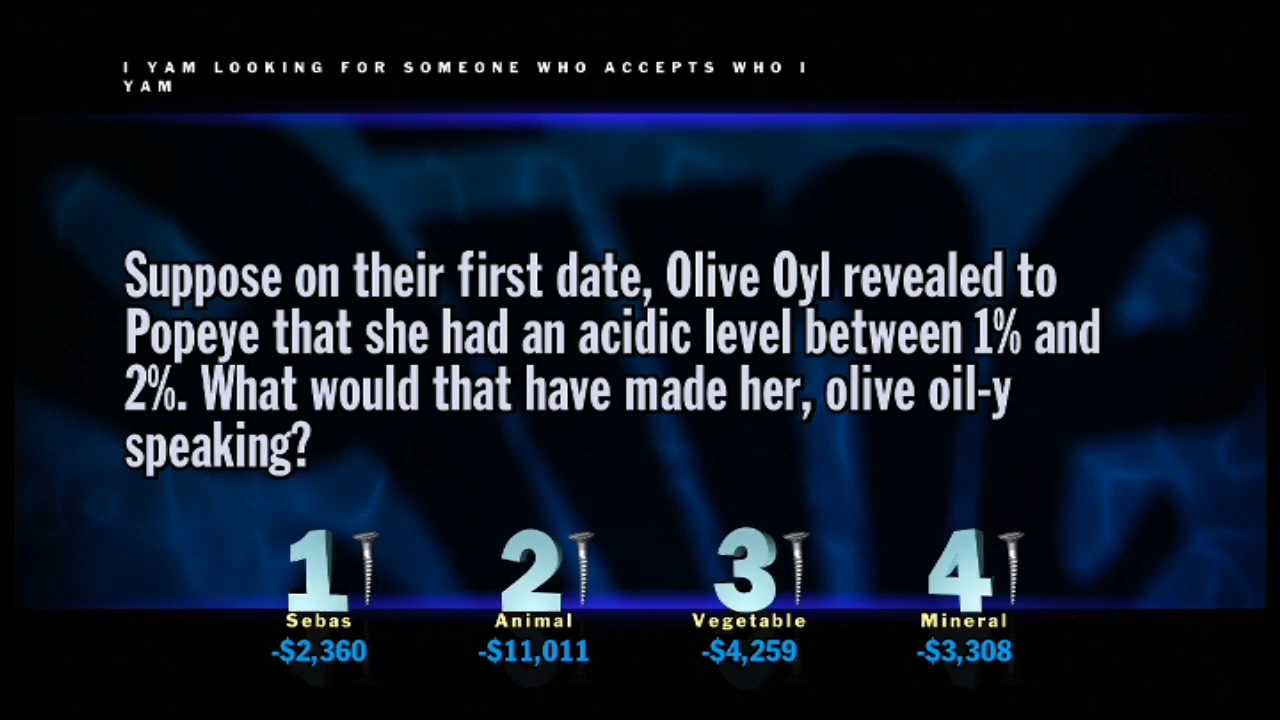 I YAM LOOKING FOR SOMEONE WHO ACCEPTS WHO I
YAM
Suppose on their first date, Olive Oyl revealed to
Popeye that she had an acidic level between 1% and
2%. What would that have made her, olive oil-y
speaking?
1 2 3 4
Sebas Animal Vegetable Mineral
-$2,360 -$11,011 -$4,259 -$3,308